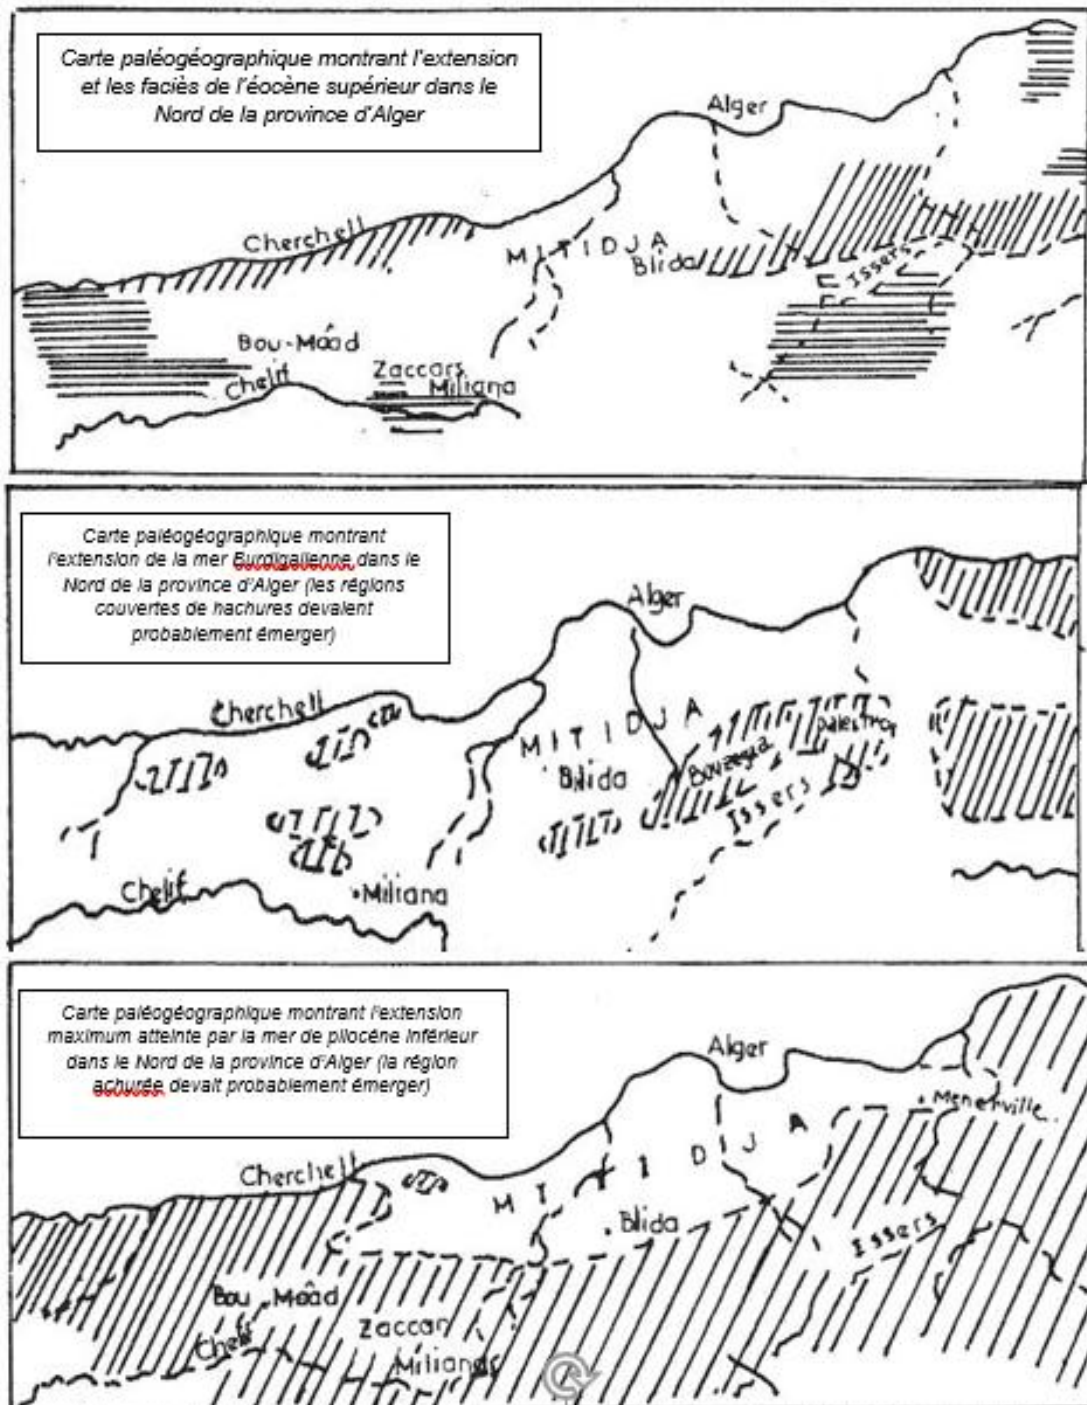 Carte paléogéographique montrant l'extension
et les faciès de l'éocène supérieur dans le
Nord de la province d'Alger
Alger
Cherchell
MITIDJA
Blida
Issers
Bou-Mââd
Zaccars
Chelif
Miliana
Carte paléogéographique montrant
l'extension de la mer Burdigalienne dans le
Nord de la province d'Alger (les régions
couvertes de hachures devaient
probablement émerger)
Alger
Cherchell
MITIDJA
Palestro
Blida
Bouzegza
Issers
Chelif
Miliana
Carte paléogéographique montrant l'extension
maximum atteinte par la mer de pliocène inférieur
dans le Nord de la province d'Alger (la région
achurée devait probablement émerger)
Alger
Menerville
Cherchell
MITIDJA
Blida
Issers
Bou Mââd
Zaccar
Chelif